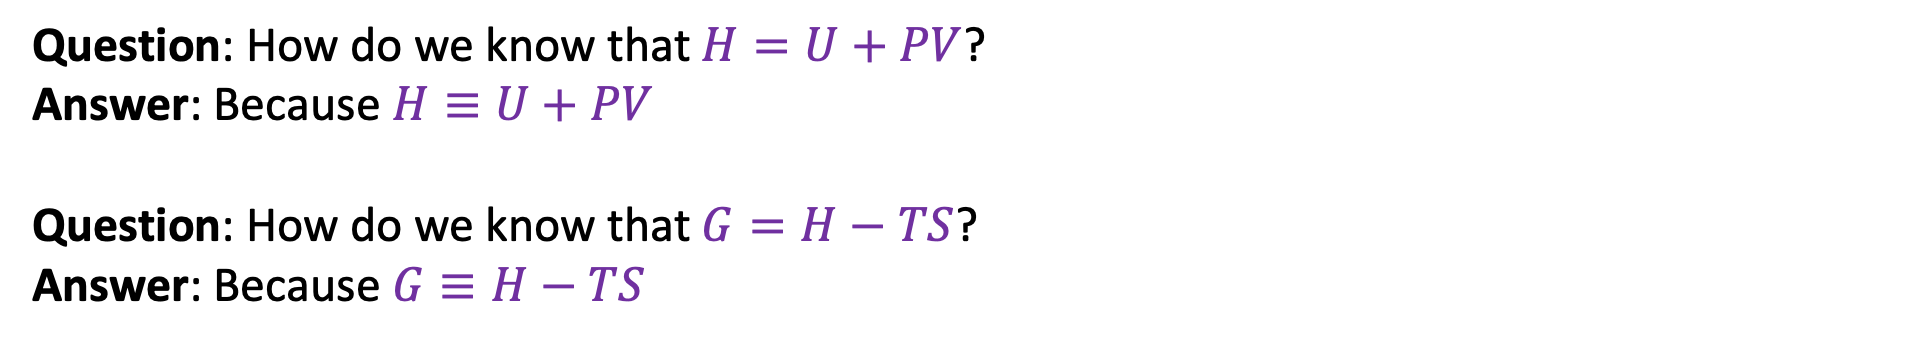 Question: How do we know that H = U + PV?
Answer: Because H ≡ U + PV
Question: How do we know that G = H − TS?
Answer: Because G ≡ H − TS